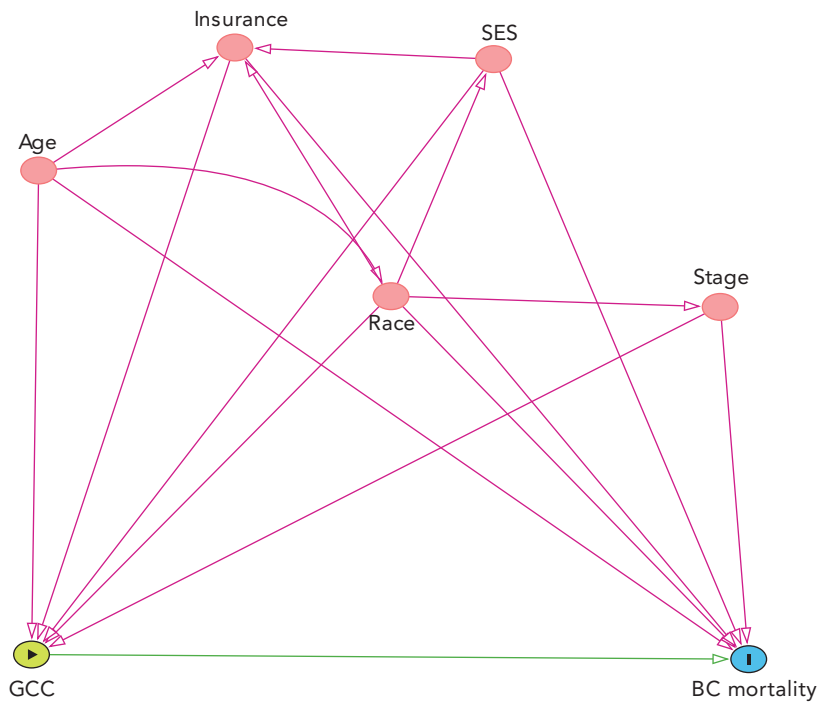 Insurance
SES
Age
Stage
Race
GCC
BC mortality